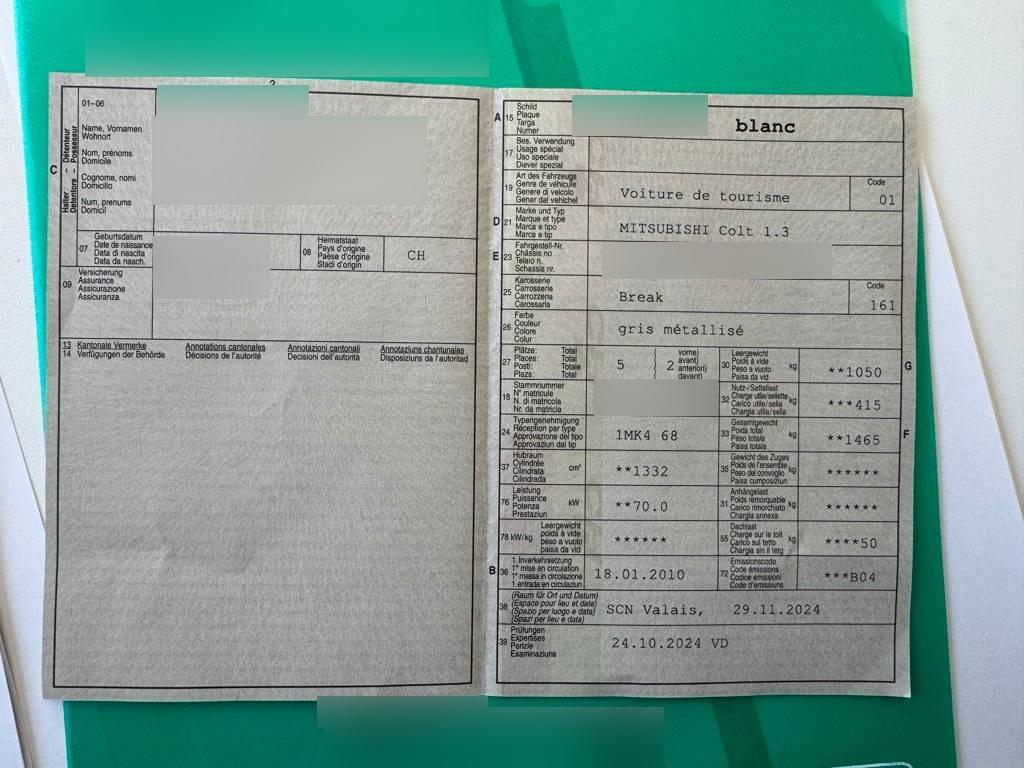 2
01–06
Name, Vornamen
Wohnort
Nom, prénoms
Domicile
Cognome, nomi
Domicilio
Num, prenums
Domicil
C
Halter – Détenteur
Detentore – Possessur
07
Geburtsdatum
Date de naissance
Data di nascita
Data da nasch.
08
Heimatstaat
Pays d'origine
Paese d'origine
Stadi d'origin
CH
09
Versicherung
Assurance
Assicurazione
Assicuranza
13 Kantonale Vermerke Annotations cantonales Annotazioni cantonali Annotaziuns chantunalas
14 Verfügungen der Behörde Décisions de l'autorité Decisioni dell'autorità Disposiziuns da l'autoritad
A 15
Schild
Plaque
Targa
Numer
blanc
17
Bes. Verwendung
Usage spécial
Uso speciale
Diever spezial
19
Art des Fahrzeugs
Genre de véhicule
Genere di veicolo
Gener dal vehichel
Voiture de tourisme
Code
01
D 21
Marke und Typ
Marque et type
Marca e tipo
Marca e tip
MITSUBISHI Colt 1.3
E 23
Fahrgestell-Nr.
Châssis no
Telaio n.
Schassis nr.
25
Karosserie
Carrosserie
Carrozzeria
Carossaria
Break
Code
161
26
Farbe
Couleur
Colore
Colur
gris métallisé
27
Plätze: Total
Places: Total
Posti: Totale
Plazs: Total
5
2
vorne)
avant)
anteriori)
davant)
30
Leergewicht
Poids à vide
Peso a vuoto
Paisa da vid
kg
**1050
G
18
Stammnummer
N° matricule
N. di matricola
Nr. da matricla
32
Nutz-/Sattellast
Charge utile/sellette
Carico utile/sella
Chargia utila/sella
kg
***415
24
Typengenehmigung
Réception par type
Approvazione del tipo
Approvaziun dal tip
1MK4 68
33
Gesamtgewicht
Poids total
Peso totale
Paisa totala
kg
**1465
F
37
Hubraum
Cylindrée
Cilindrata
Cilindrada
cm³
**1332
35
Gewicht des Zuges
Poids de l'ensemble
Peso del convoglio
Paisa cumposiziun
kg
******
76
Leistung
Puissance
Potenza
Prestaziun
kW
**70.0
31
Anhängelast
Poids remorquable
Carico rimorchiato
Chargia annexa
kg
******
78 kW/kg
Leergewicht
poids à vide
peso a vuoto
paisa da vid
******
55
Dachlast
Charge sur le toit
Carico sul tetto
Chargia sin il tetg
kg
****50
B 36
1. Inverkehrsetzung
1re mise en circulation
1a messa in circolazione
1. entrada en circulaziun
18.01.2010
72
Emissionscode
Code émissions
Codice emissioni
Code d'emissiuns
***B04
38
(Raum für Ort und Datum)
(Espace pour lieu et date)
(Spazio per luogo e data)
(Spazi per lieu e data)
SCN Valais, 29.11.2024
39
Prüfungen
Expertises
Perizie
Examinaziuns
24.10.2024 VD